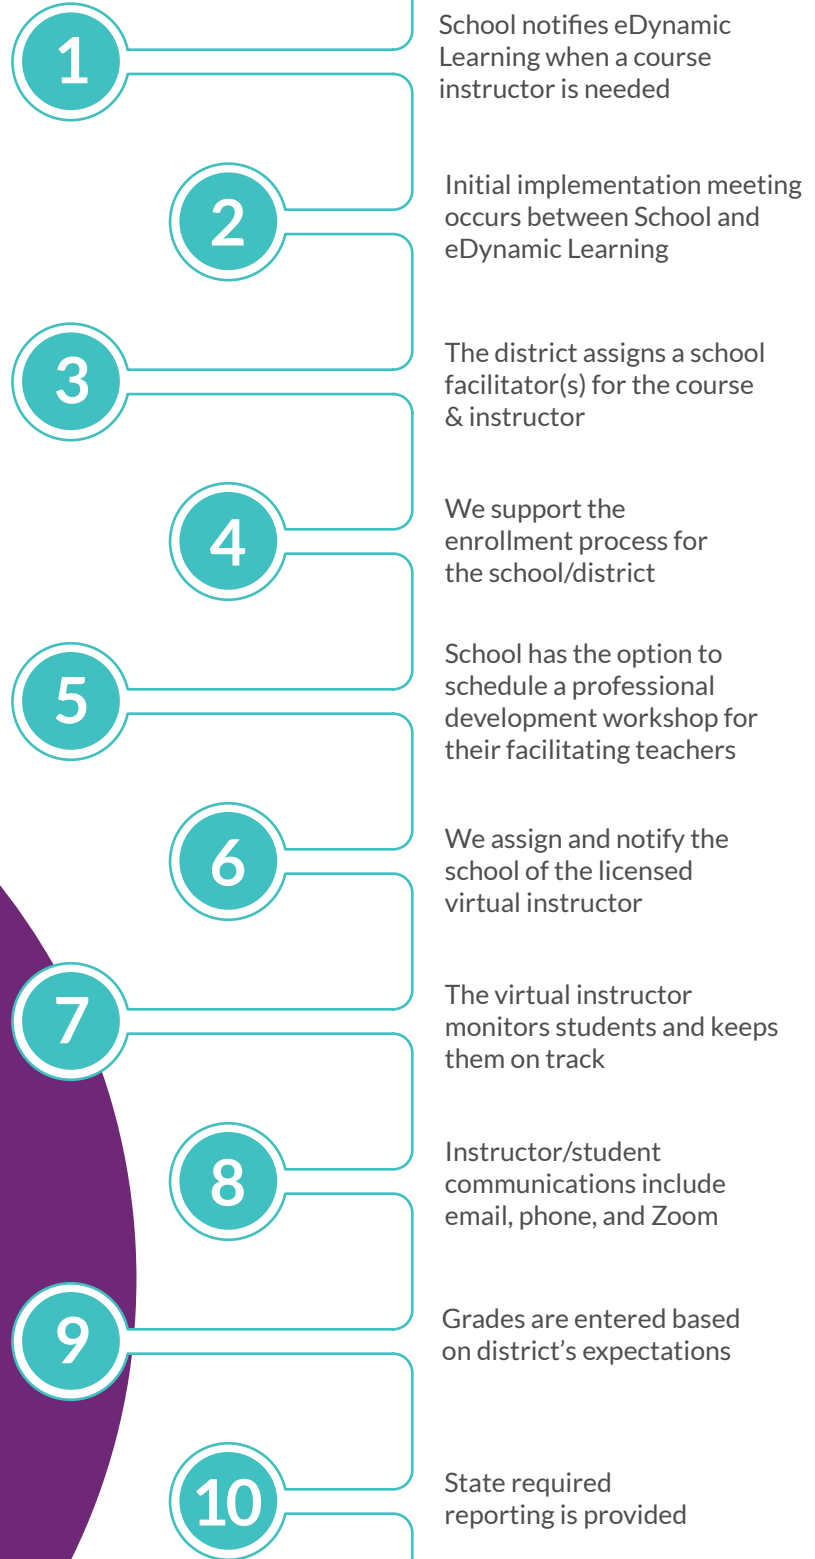 1
School notifies eDynamic
Learning when a course
instructor is needed
2
Initial implementation meeting
occurs between School and
eDynamic Learning
3
The district assigns a school
facilitator(s) for the course
& instructor
4
We support the
enrollment process for
the school/district
5
School has the option to
schedule a professional
development workshop for
their facilitating teachers
6
We assign and notify the
school of the licensed
virtual instructor
7
The virtual instructor
monitors students and keeps
them on track
8
Instructor/student
communications include
email, phone, and Zoom
9
Grades are entered based
on district’s expectations
10
State required
reporting is provided